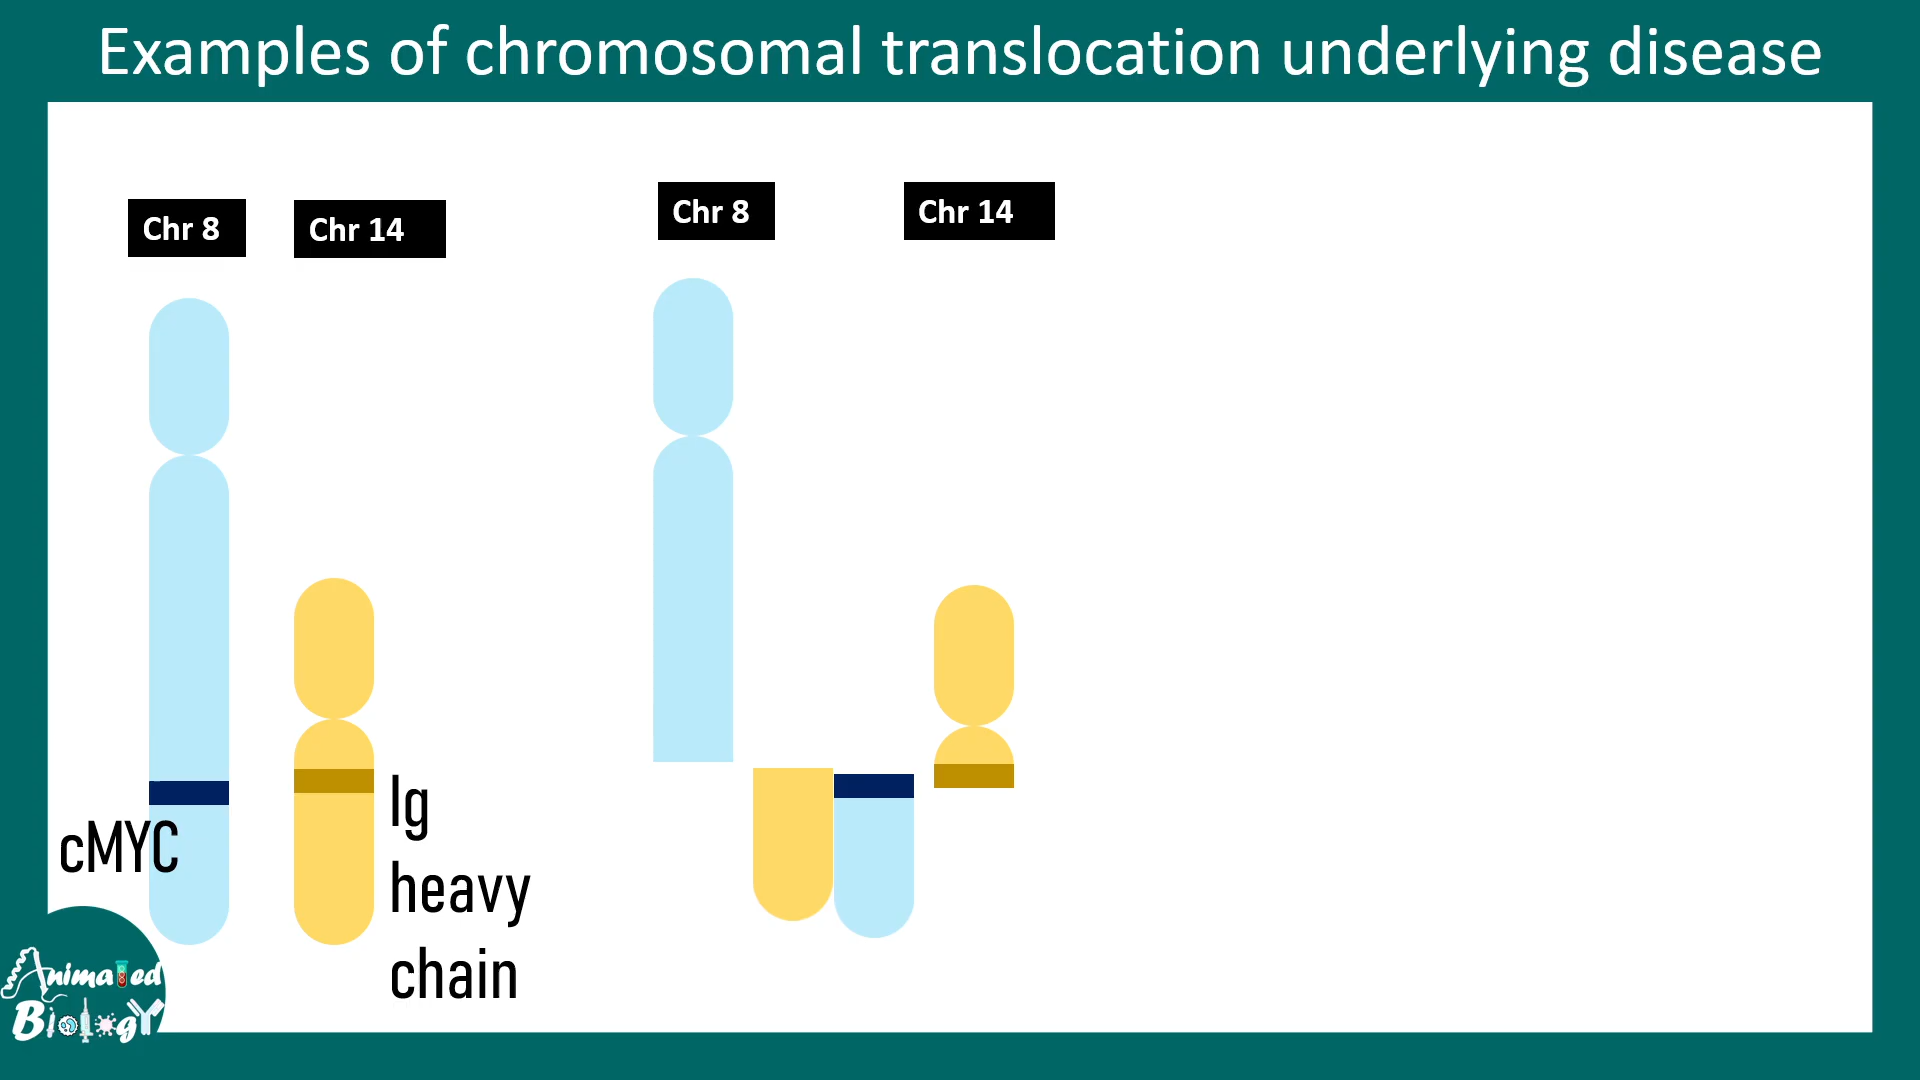 Examples of chromosomal translocation underlying disease
Chr 8
Chr 14
Chr 8
Chr 14
cMYC
Ig
heavy
chain
Animated
Biology